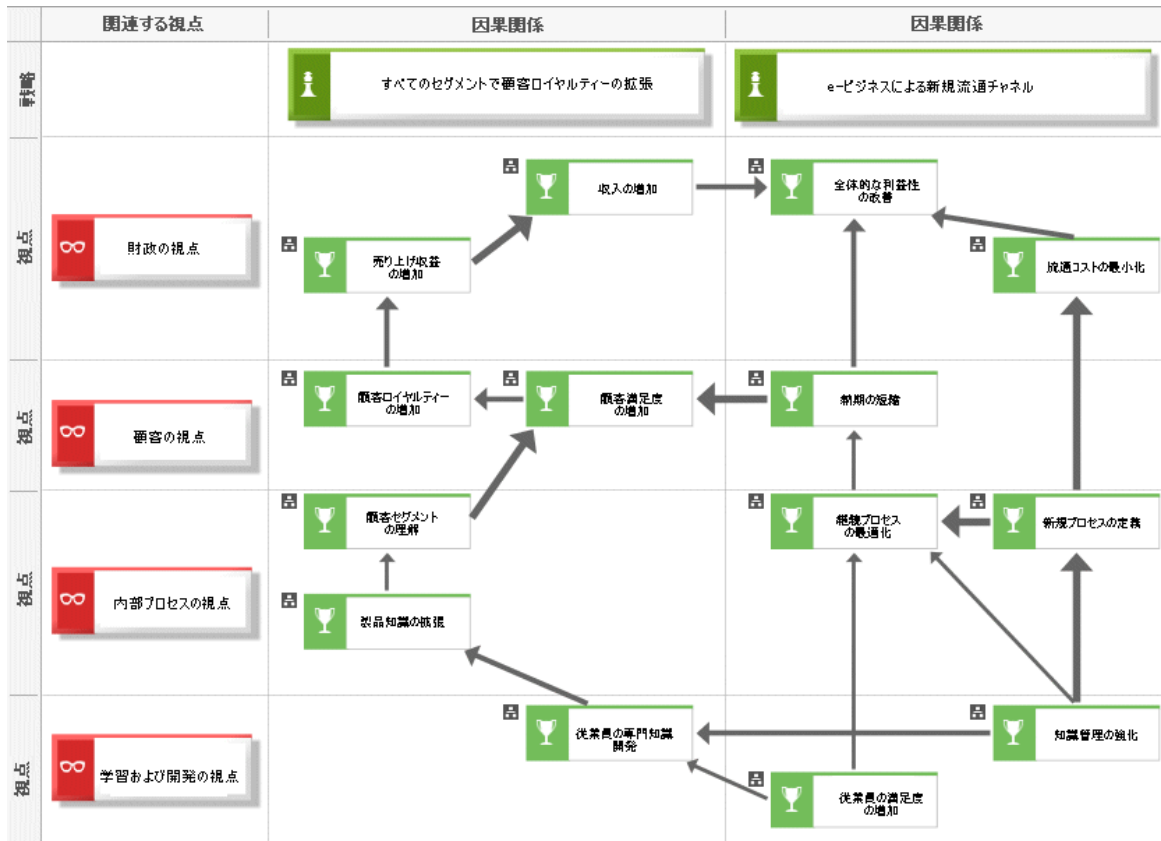 関連する視点
因果関係
因果関係
戦略
すべてのセグメントで顧客ロイヤルティーの拡張
e-ビジネスによる新規流通チャネル
視点
財政の視点
収入の増加
全体的な利益性
の改善
売り上げ収益
の増加
流通コストの最小化
視点
顧客の視点
顧客ロイヤルティー
の増加
顧客満足度
の増加
納期の短縮
視点
内部プロセスの視点
顧客セグメント
の理解
継続プロセス
の最適化
新規プロセスの定義
製品知識の拡張
視点
学習および開発の視点
従業員の専門知識
開発
知識管理の強化
従業員の満足度
の増加